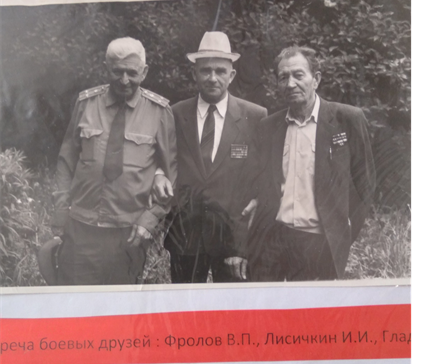 реча боевых друзей : Фролов В.П., Лисичкин И.И., Глад